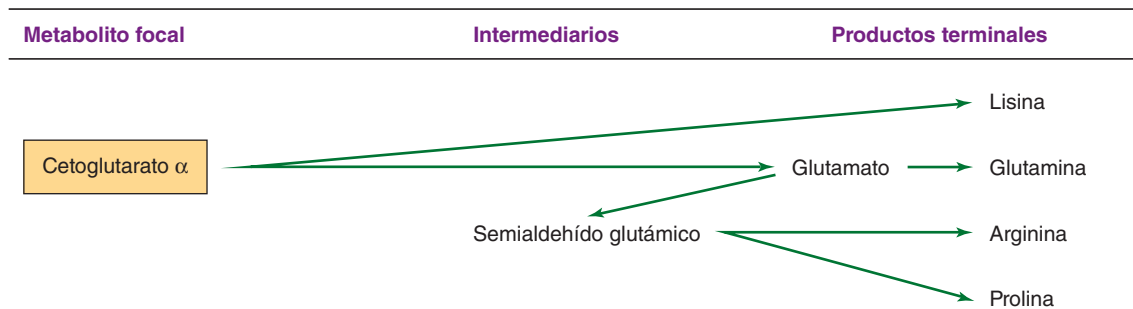 Metabolito focal Intermediarios Productos terminales
Lisina
Cetoglutarato α Glutamato Glutamina
Semialdehído glutámico Arginina
Prolina